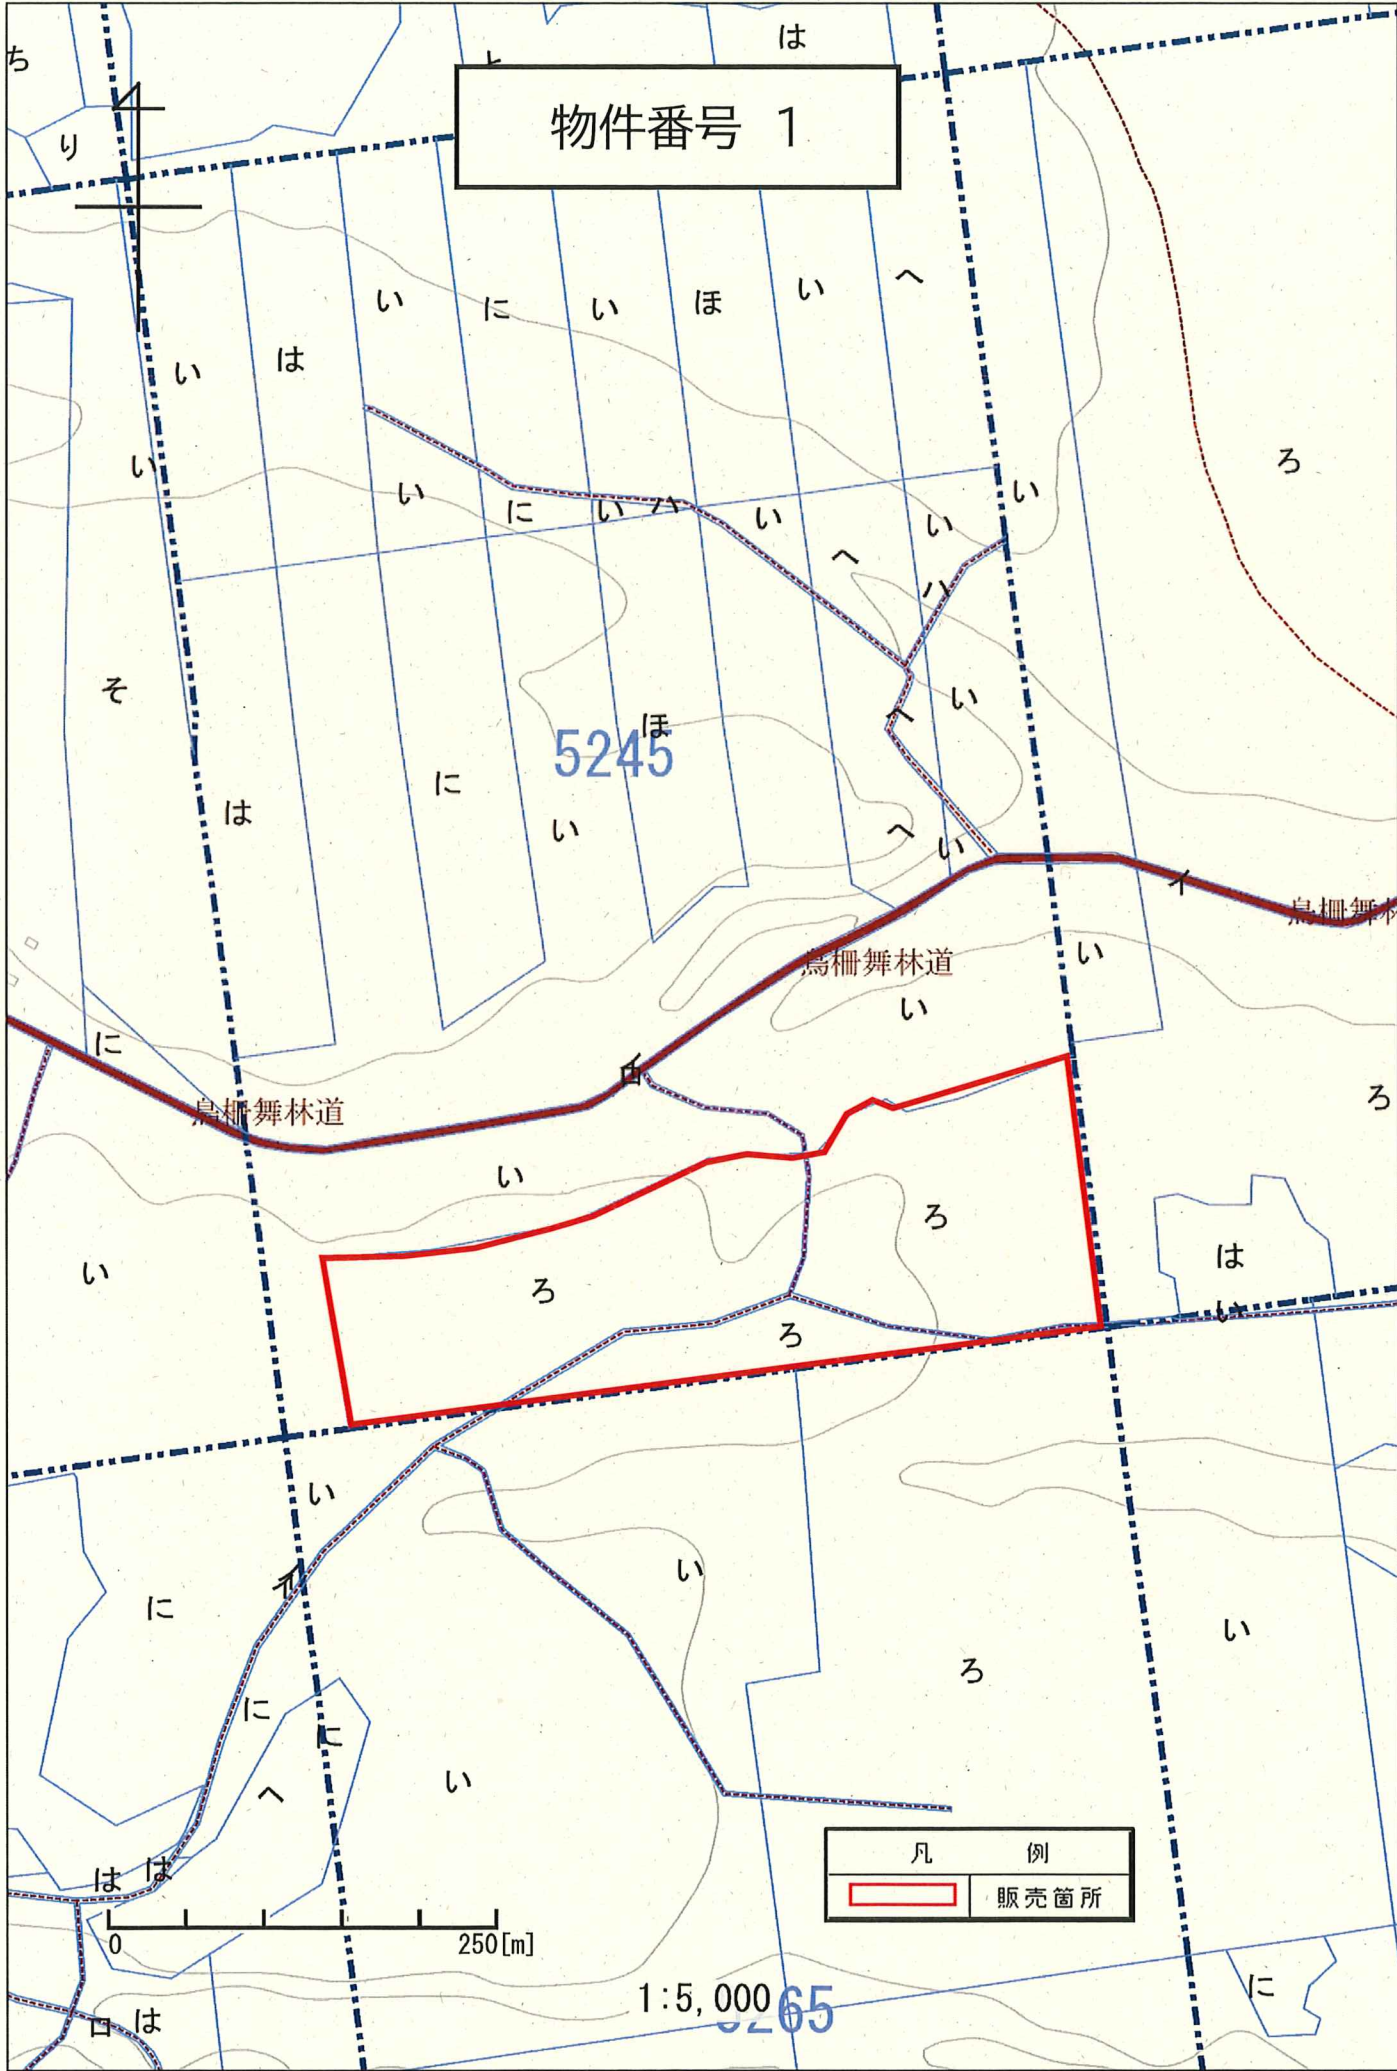 は
ち
ト
物件番号 1
り
へ
い
に
い
ほ
い
い
は
ろ
い
い
に
い
ハ
い
い
い
へ
ハ
そ
い
へ
ほ
5245
に
は
い
へ
い
イ
鳥柵舞林
鳥柵舞林道
い
い
に
イ
ろ
鳥柵舞林道
い
ろ
は
い
ろ
い
ろ
い
い
イ
に
い
ろ
に
に
い
へ
凡 例
販売箇所
は
は
0 250[m]
に
1:5,000
65
ロ
は